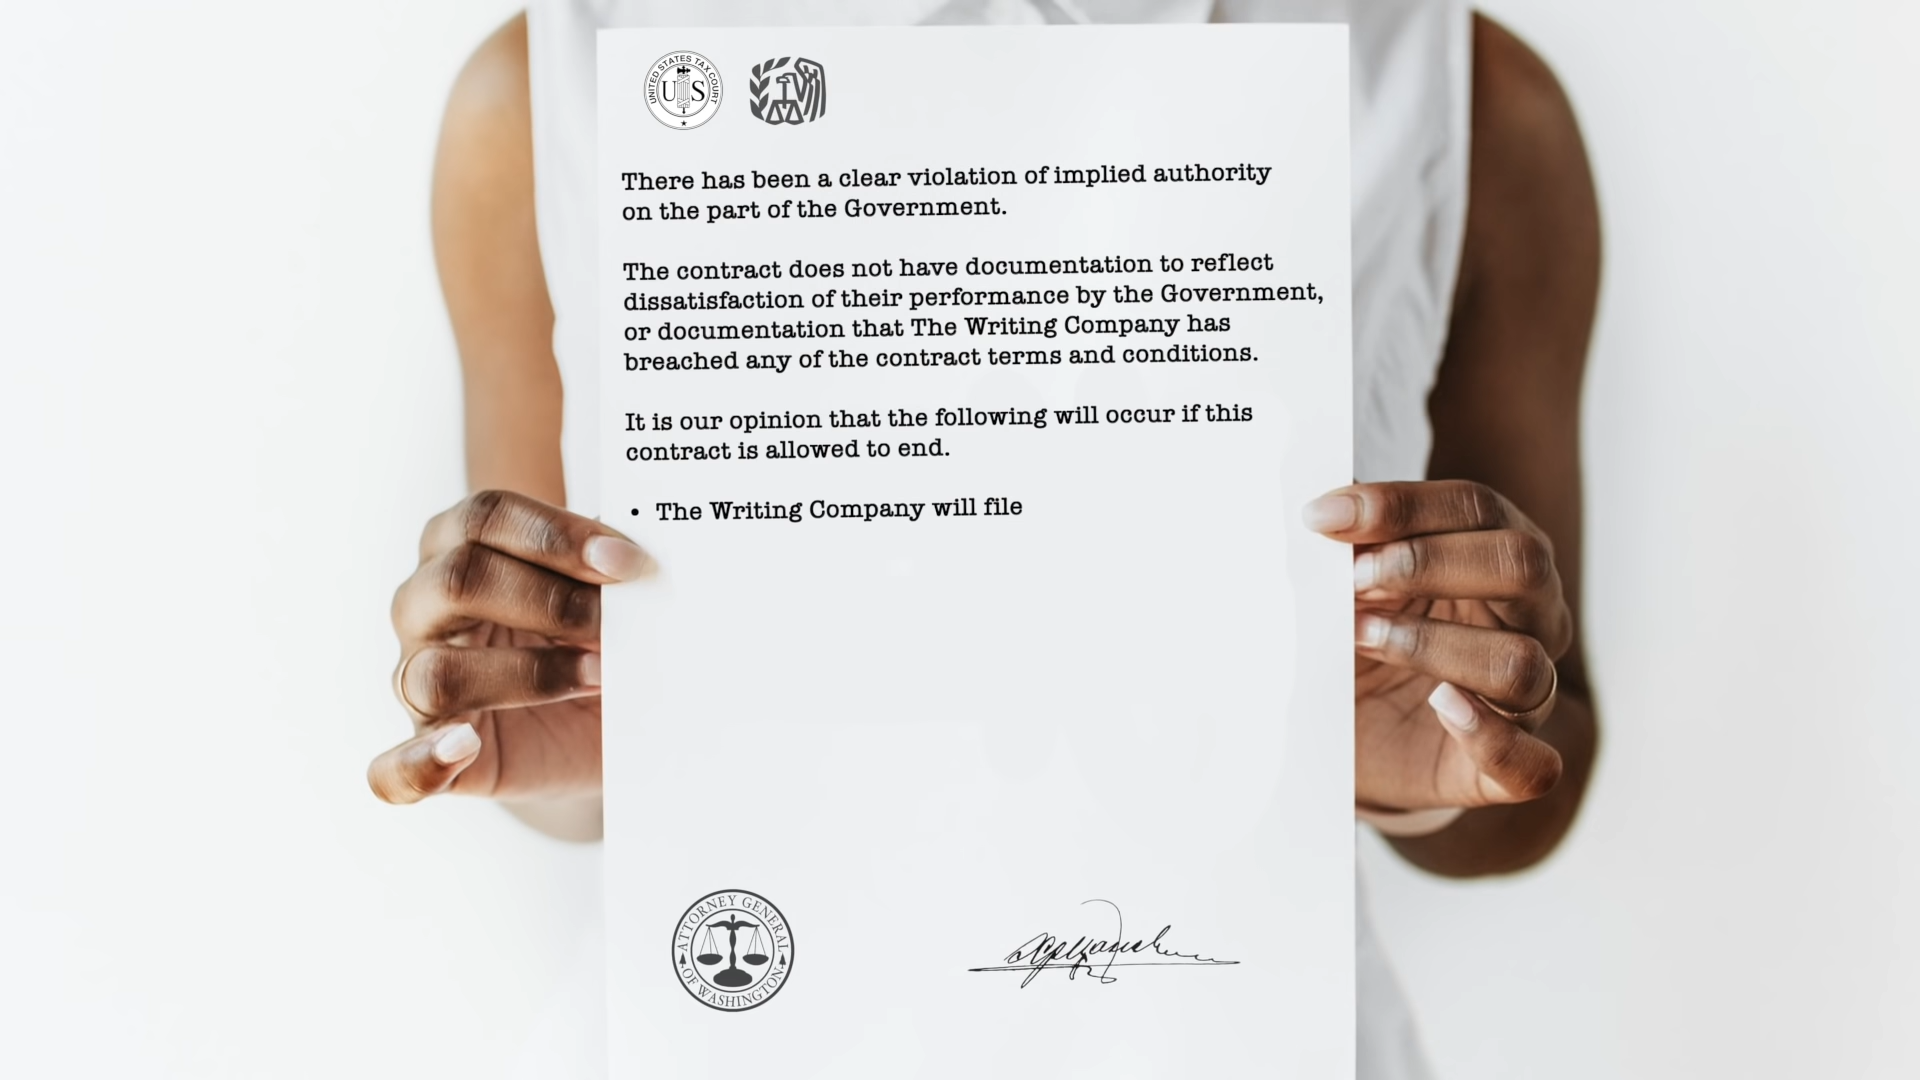 UNITED STATES TAX COURT
US
There has been a clear violation of implied authority
on the part of the Government.
The contract does not have documentation to reflect
dissatisfaction of their performance by the Government,
or documentation that The Writing Company has
breached any of the contract terms and conditions.
It is our opinion that the following will occur if this
contract is allowed to end.
• The Writing Company will file
ATTORNEY GENERAL
OF WASHINGTON